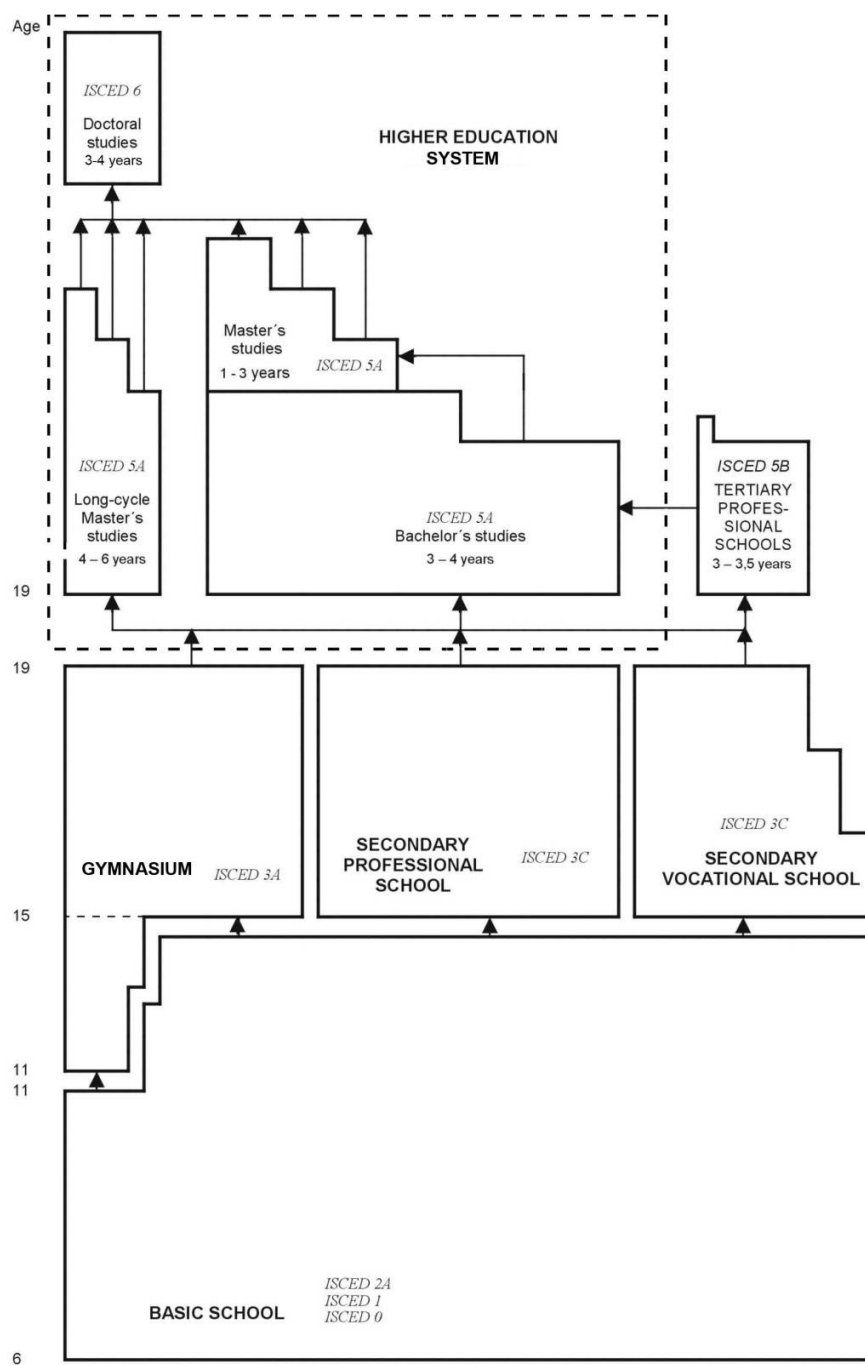 Age
ISCED 6
Doctoral
studies
3-4 years
HIGHER EDUCATION
SYSTEM
Master´s
studies
1 - 3 years
ISCED 5A
ISCED 5A
Long-cycle
Master's
studies
4 – 6 years
ISCED 5A
Bachelor´s studies
3 – 4 years
ISCED 5B
TERTIARY
PROFES-
SIONAL
SCHOOLS
3 – 3,5 years
19
19
GYMNASIUM
ISCED 3A
SECONDARY
PROFESSIONAL
SCHOOL
ISCED 3C
ISCED 3C
SECONDARY
VOCATIONAL SCHOOL
15
11
11
BASIC SCHOOL
ISCED 2A
ISCED 1
ISCED 0
6